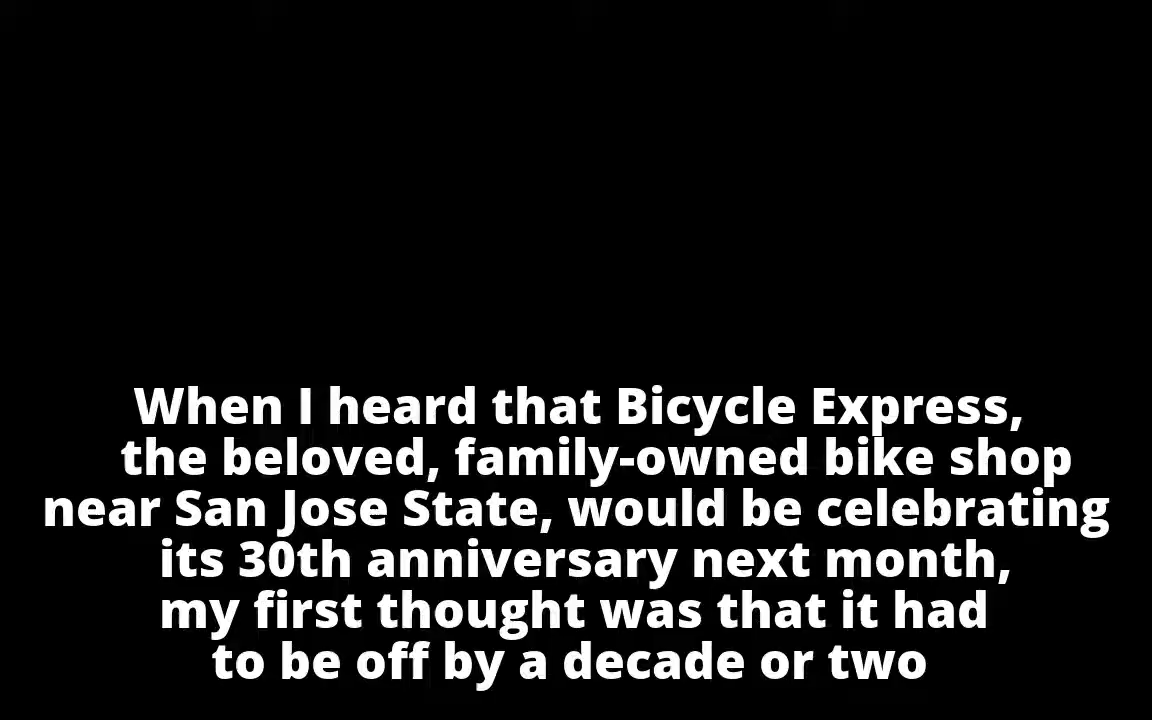 When I heard that Bicycle Express,
the beloved, family-owned bike shop
near San Jose State, would be celebrating
its 30th anniversary next month,
my first thought was that it had
to be off by a decade or two